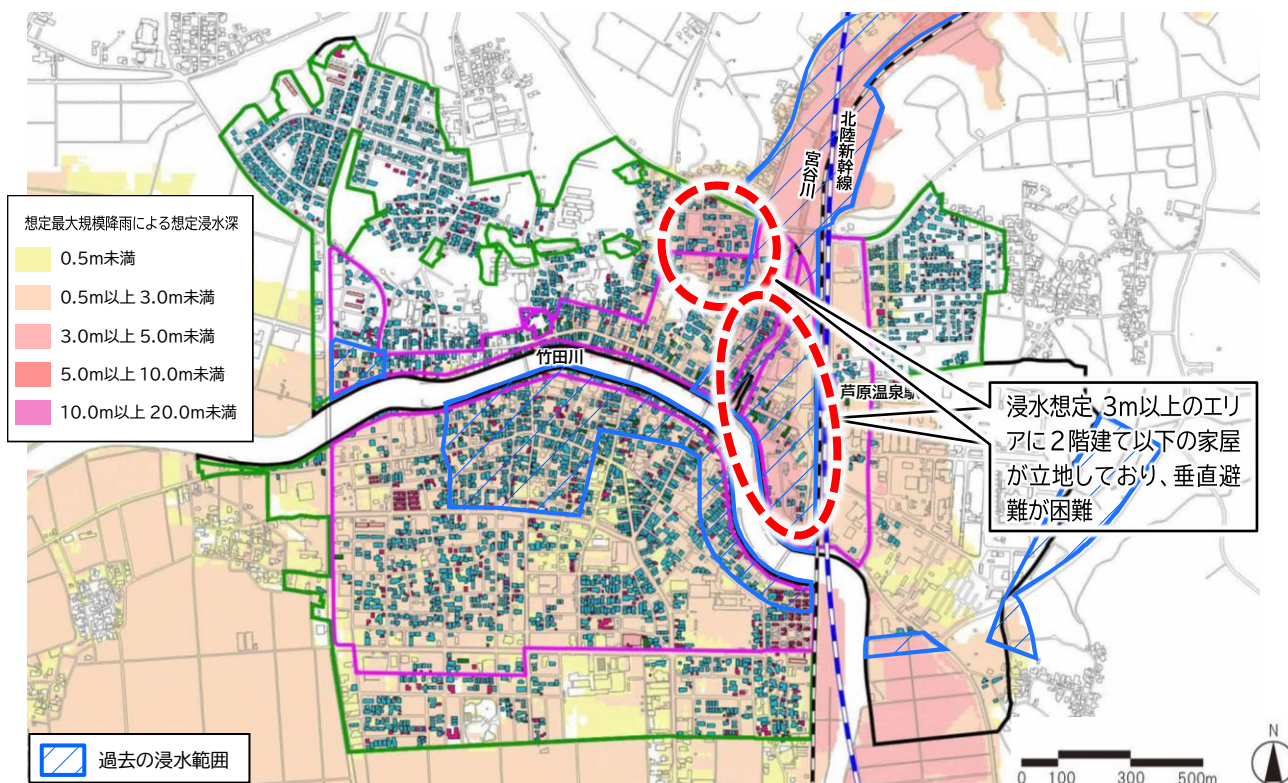 北陸新幹線
宮谷川
想定最大規模降雨による想定浸水深
0.5m未満
0.5m以上 3.0m未満
3.0m以上 5.0m未満
5.0m以上 10.0m未満
10.0m以上 20.0m未満
竹田川
芦原温泉駅
浸水想定 3m以上のエリ
アに２階建て以下の家屋
が立地しており、垂直避
難が困難
過去の浸水範囲
N
0 100 300 500m